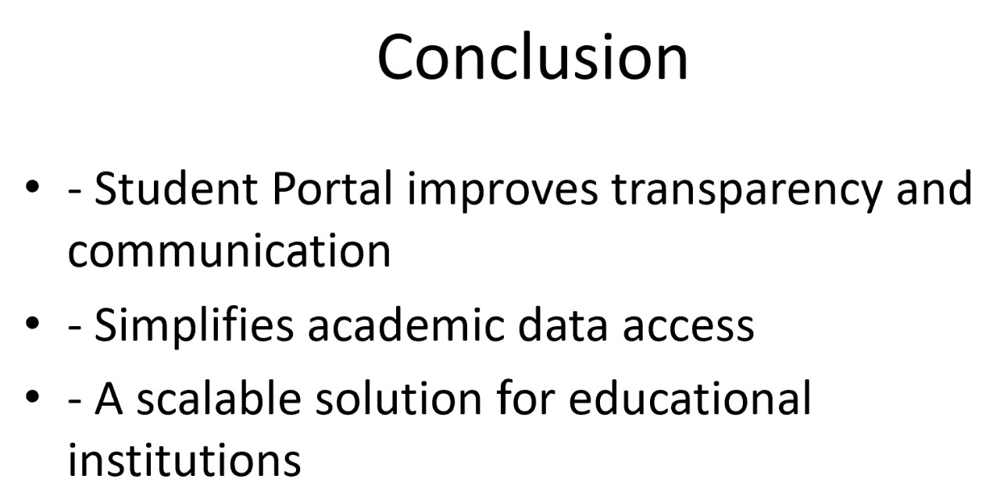 Conclusion
• - Student Portal improves transparency and
communication
• - Simplifies academic data access
• - A scalable solution for educational
institutions